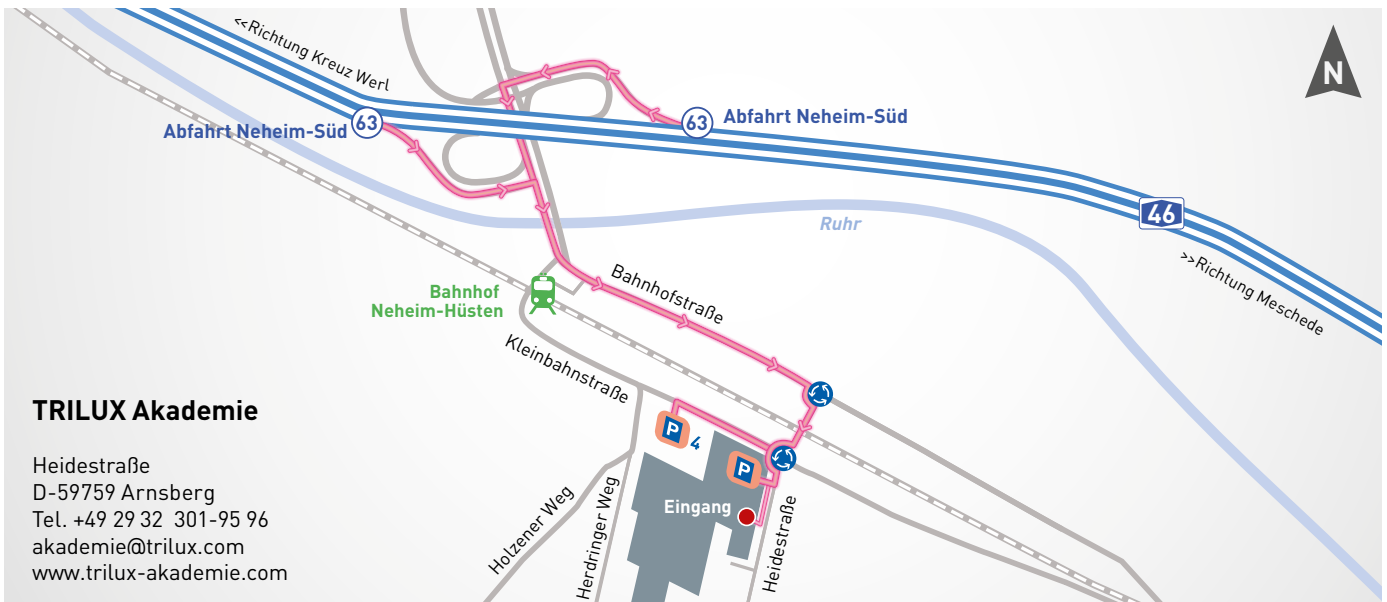 <<Richtung Kreuz Werl
N
Abfahrt Neheim-Süd
63
63
Abfahrt Neheim-Süd
46
Ruhr
>>Richtung Meschede
Bahnhofstraße
Bahnhof
Neheim-Hüsten
Kleinbahnstraße
TRILUX Akademie
Heidestraße
D-59759 Arnsberg
Tel. +49 29 32  301-95 96
akademie@trilux.com
www.trilux-akademie.com
P
4
P
Eingang
Holzener Weg
Herdringer Weg
Heidestraße